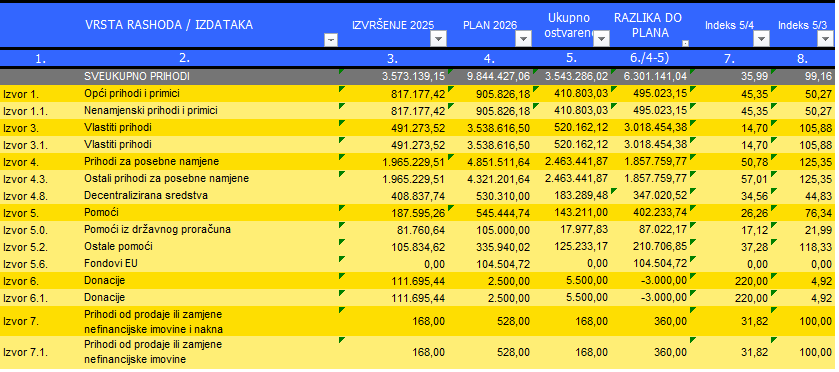 VRSTA RASHODA / IZDATAKA IZVRŠENJE 2025 PLAN 2026 Ukupno ostvareno RAZLIKA DO PLANA Indeks 5/4 Indeks 5/3
1. 2. 3. 4. 5. 6./4-5) 7. 8.
SVEUKUPNO PRIHODI 3.573.139,15 9.844.427,06 3.543.286,02 6.301.141,04 35,99 99,16
Izvor 1. Opći prihodi i primici 817.177,42 905.826,18 410.803,03 495.023,15 45,35 50,27
Izvor 1.1. Nenamjenski prihodi i primici 817.177,42 905.826,18 410.803,03 495.023,15 45,35 50,27
Izvor 3. Vlastiti prihodi 491.273,52 3.538.616,50 520.162,12 3.018.454,38 14,70 105,88
Izvor 3.1. Vlastiti prihodi 491.273,52 3.538.616,50 520.162,12 3.018.454,38 14,70 105,88
Izvor 4. Prihodi za posebne namjene 1.965.229,51 4.851.511,64 2.463.441,87 1.857.759,77 50,78 125,35
Izvor 4.3. Ostali prihodi za posebne namjene 1.965.229,51 4.321.201,64 2.463.441,87 1.857.759,77 57,01 125,35
Izvor 4.8. Decentralizirana sredstva 408.837,74 530.310,00 183.289,48 347.020,52 34,56 44,83
Izvor 5. Pomoći 187.595,26 545.444,74 143.211,00 402.233,74 26,26 76,34
Izvor 5.0. Pomoći iz državnog proračuna 81.760,64 105.000,00 17.977,83 87.022,17 17,12 21,99
Izvor 5.2. Ostale pomoći 105.834,62 335.940,02 125.233,17 210.706,85 37,28 118,33
Izvor 5.6. Fondovi EU 0,00 104.504,72 0,00 104.504,72 0,00 0,00
Izvor 6. Donacije 111.695,44 2.500,00 5.500,00 -3.000,00 220,00 4,92
Izvor 6.1. Donacije 111.695,44 2.500,00 5.500,00 -3.000,00 220,00 4,92
Izvor 7. Prihodi od prodaje ili zamjene
nefinancijske imovine i nakna 168,00 528,00 168,00 360,00 31,82 100,00
Izvor 7.1. Prihodi od prodaje ili zamjene
nefinancijske imovine 168,00 528,00 168,00 360,00 31,82 100,00